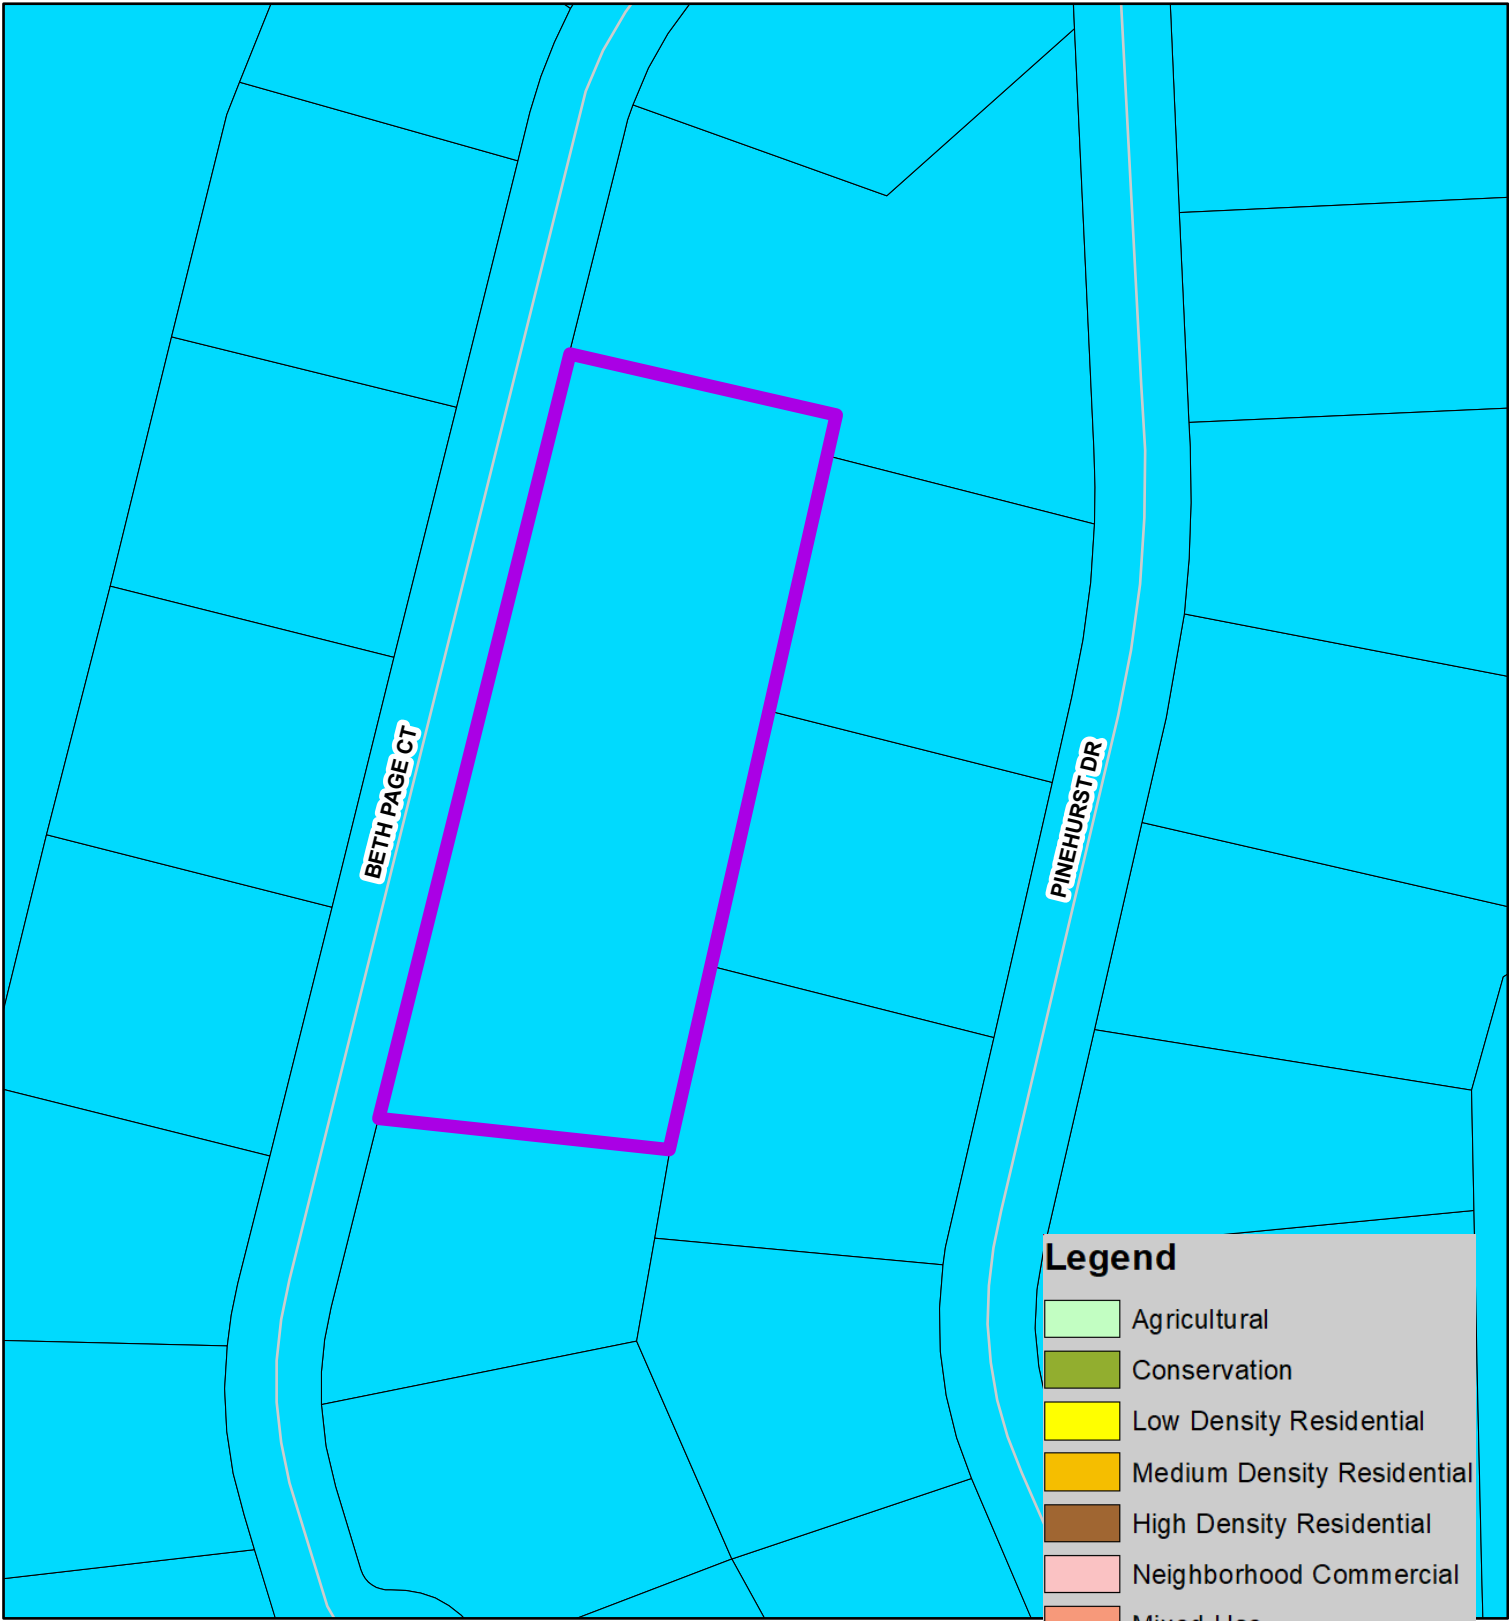 BETH PAGE CT
PINEHURST DR
Legend
Agricultural
Conservation
Low Density Residential
Medium Density Residential
High Density Residential
Neighborhood Commercial